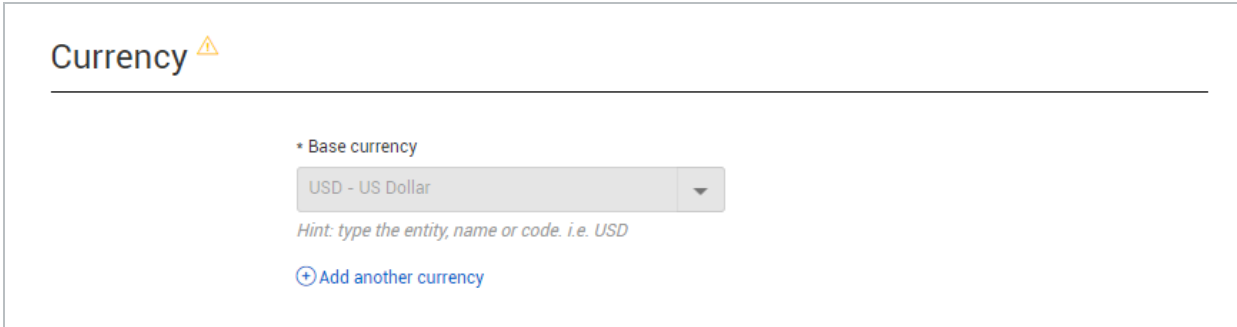 Currency
* Base currency
USD - US Dollar
Hint: type the entity, name or code. i.e. USD
Add another currency